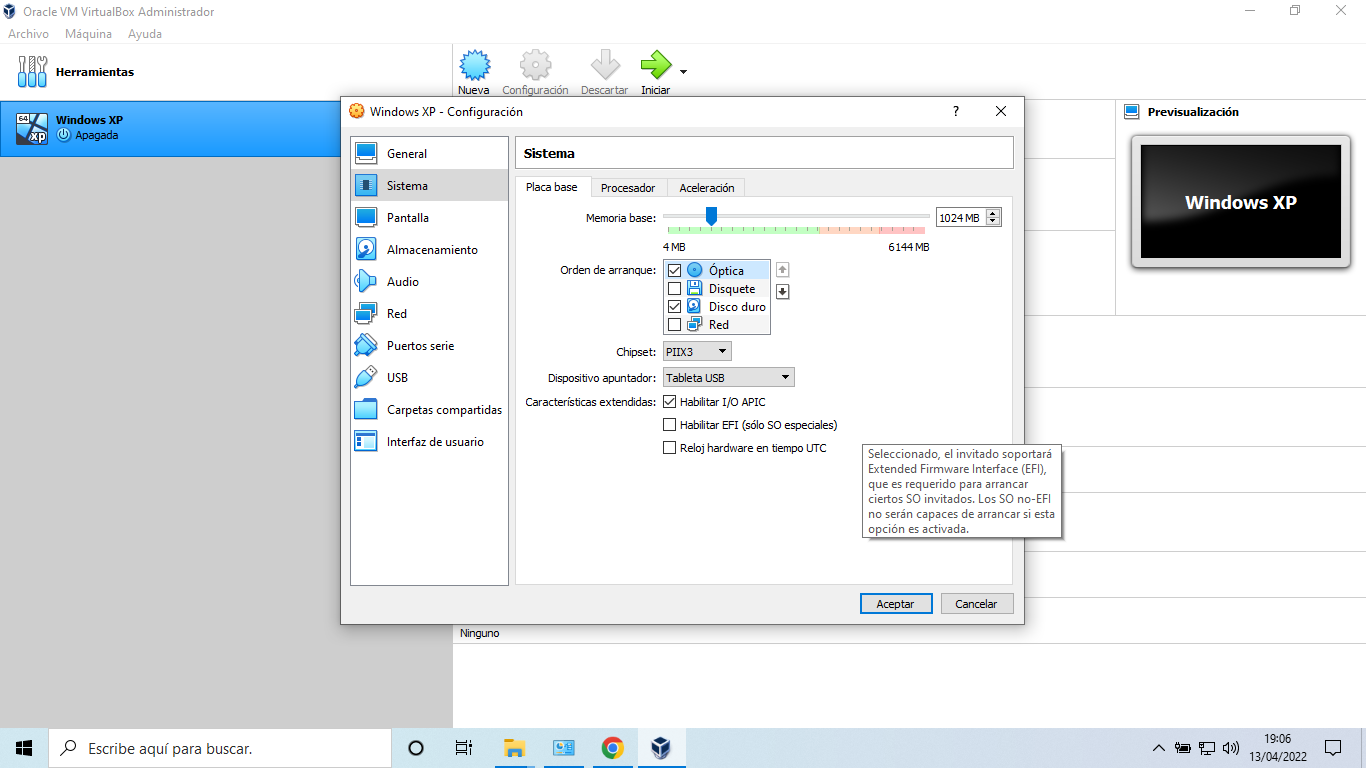 Oracle VM VirtualBox Administrador
Archivo Máquina Ayuda
Herramientas
Nueva Configuración Descartar Iniciar
64
xp
Windows XP
Apagada
Previsualización
Windows XP
Windows XP - Configuración
?
General
Sistema
Pantalla
Almacenamiento
Audio
Red
Puertos serie
USB
Carpetas compartidas
Interfaz de usuario
Sistema
Placa base Procesador Aceleración
Memoria base: 1024 MB
4 MB 6144 MB
Orden de arranque: Óptica
Disquete
Disco duro
Red
Chipset: PIIX3
Dispositivo apuntador: Tableta USB
Características extendidas: Habilitar I/O APIC
Habilitar EFI (sólo SO especiales)
Reloj hardware en tiempo UTC
Seleccionado, el invitado soportará
Extended Firmware Interface (EFI),
que es requerido para arrancar
ciertos SO invitados. Los SO no-EFI
no serán capaces de arrancar si esta
opción es activada.
Aceptar Cancelar
Ninguno
Escribe aquí para buscar.
19:06
13/04/2022